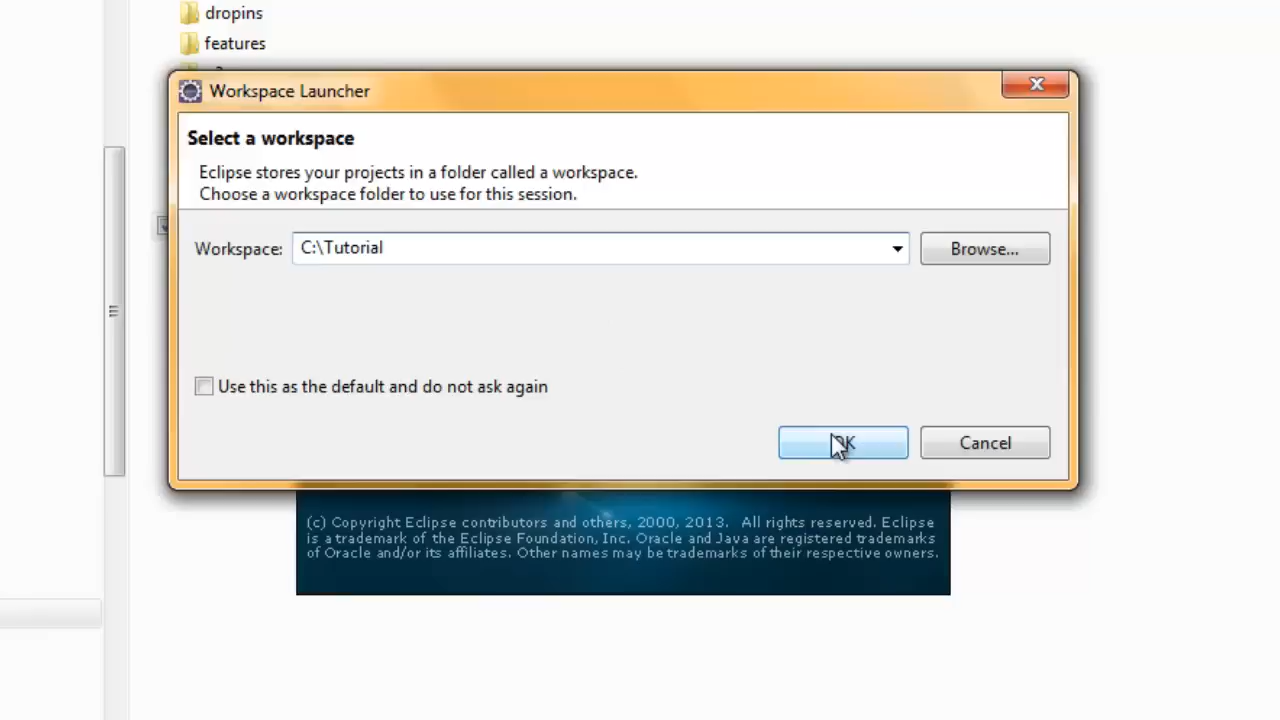 dropins
features
Workspace Launcher
Select a workspace
Eclipse stores your projects in a folder called a workspace.
Choose a workspace folder to use for this session.
Workspace: C:\Tutorial Browse...
Use this as the default and do not ask again
OK Cancel
(c) Copyright Eclipse contributors and others, 2000, 2013. All rights reserved. Eclipse
is a trademark of the Eclipse Foundation, Inc. Oracle and Java are registered trademarks
of Oracle and/or its affiliates. Other names may be trademarks of their respective owners.